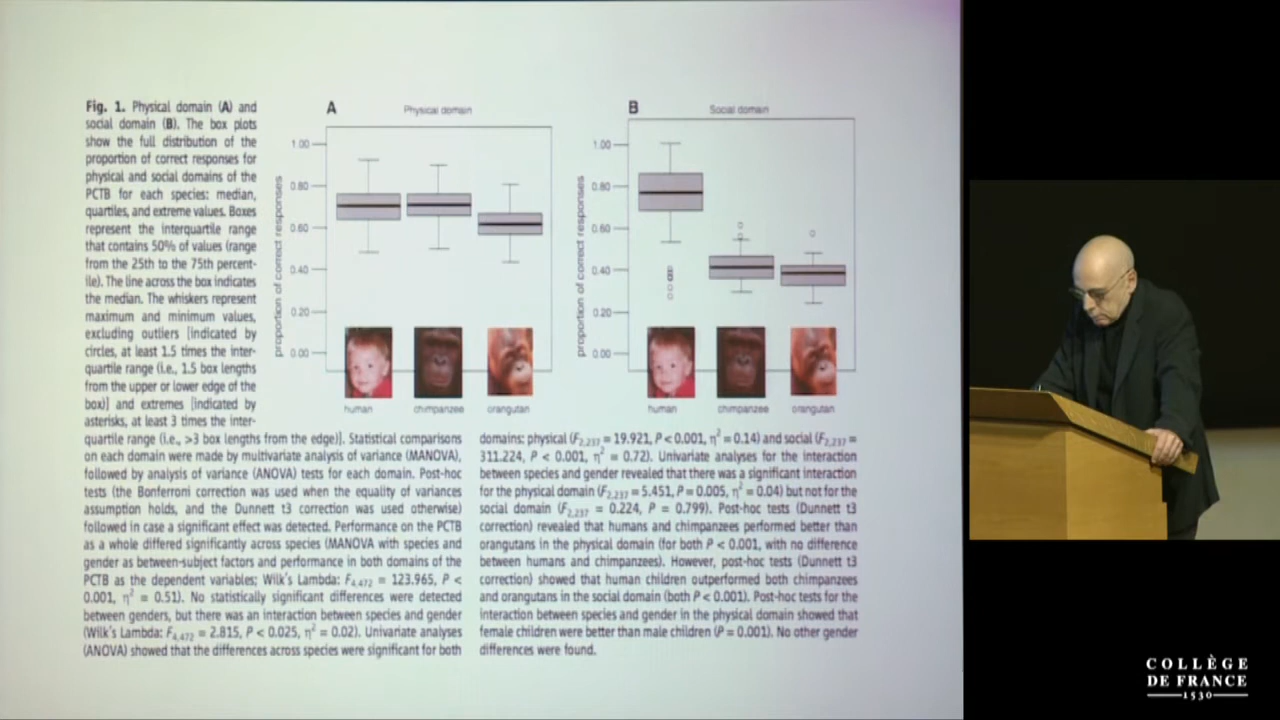 Fig. 1. Physical domain (A) and
social domain (B). The box plots
show the full distribution of the
proportion of correct responses for
physical and social domains of the
PCTB for each species: median,
quartiles, and extreme values. Boxes
represent the interquartile range
that contains 50% of values (range
from the 25th to the 75th percent-
ile). The line across the box indicates
the median. The whiskers represent
maximum and minimum values,
excluding outliers [indicated by
circles, at least 1.5 times the inter-
quartile range (i.e., 1.5 box lengths
from the upper or lower edge of the
box)] and extremes [indicated by
asterisks, at least 3 times the inter-
quartile range (i.e., >3 box lengths from the edge)]. Statistical comparisons
on each domain were made by multivariate analysis of variance (MANOVA),
followed by analysis of variance (ANOVA) tests for each domain. Post-hoc
tests (the Bonferroni correction was used when the equality of variances
assumption holds, and the Dunnett t3 correction was used otherwise)
followed in case a significant effect was detected. Performance on the PCTB
as a whole differed significantly across species (MANOVA with species and
gender as between-subject factors and performance in both domains of the
PCTB as the dependent variables; Wilk's Lambda: F4,472 = 123.965, P <
0.001, η² = 0.51). No statistically significant differences were detected
between genders, but there was an interaction between species and gender
(Wilk's Lambda: F4,472 = 2.815, P < 0.025, η² = 0.02). Univariate analyses
(ANOVA) showed that the differences across species were significant for both
A
Physical domain
proportion of correct responses
1.00
0.80
0.60
0.40
0.20
0.00
human chimpanzee orangutan
B
Social domain
proportion of correct responses
1.00
0.80
0.60
0.40
0.20
0.00
human chimpanzee orangutan
domains: physical (F2,237 = 19.921, P < 0.001, η² = 0.14) and social (F2,237 =
311.224, P < 0.001, η² = 0.72). Univariate analyses for the interaction
between species and gender revealed that there was a significant interaction
for the physical domain (F2,237 = 5.451, P = 0.005, η² = 0.04) but not for the
social domain (F2,237 = 0.224, P = 0.799). Post-hoc tests (Dunnett t3
correction) revealed that humans and chimpanzees performed better than
orangutans in the physical domain (for both P < 0.001, with no difference
between humans and chimpanzees). However, post-hoc tests (Dunnett t3
correction) showed that human children outperformed both chimpanzees
and orangutans in the social domain (both P < 0.001). Post-hoc tests for the
interaction between species and gender in the physical domain showed that
female children were better than male children (P = 0.001). No other gender
differences were found.
COLLÈGE
DE FRANCE
1530